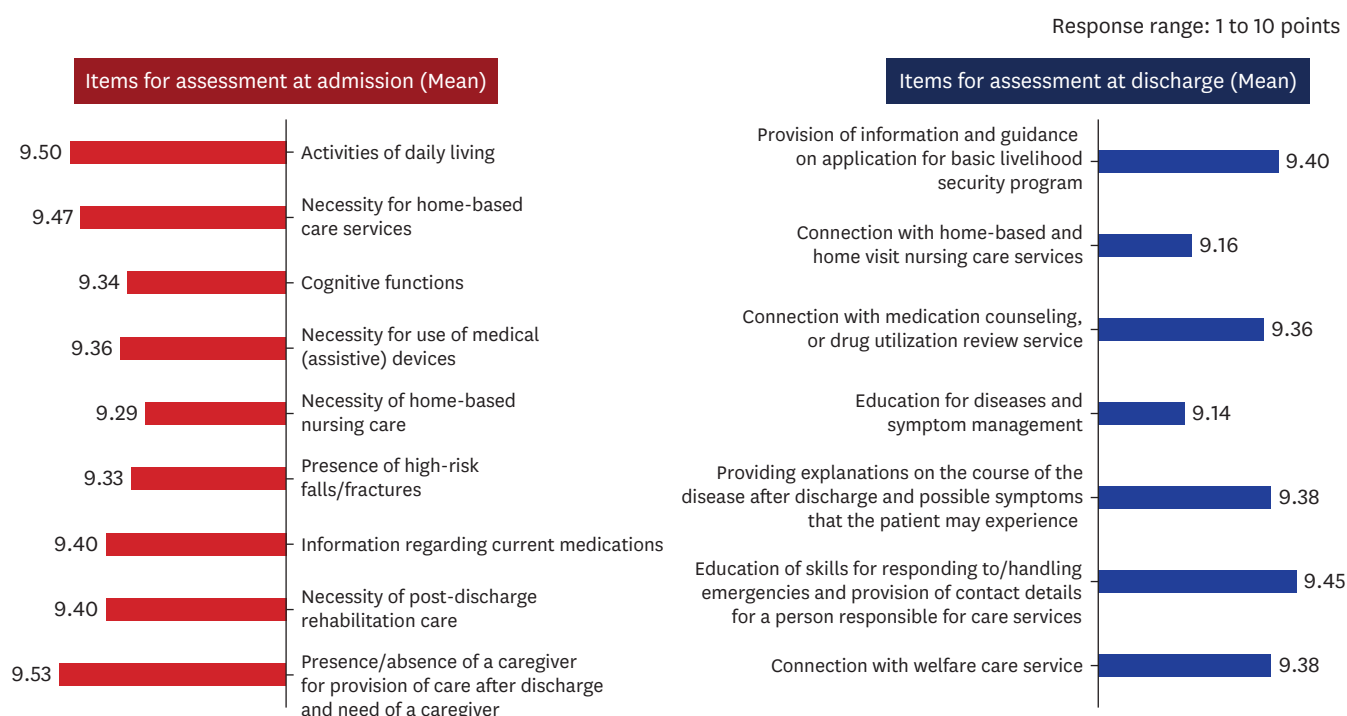 Response range: 1 to 10 points
Items for assessment at admission (Mean)
9.50
Activities of daily living
9.47
Necessity for home-based
care services
9.34
Cognitive functions
9.36
Necessity for use of medical
(assistive) devices
9.29
Necessity of home-based
nursing care
9.33
Presence of high-risk
falls/fractures
9.40
Information regarding current medications
9.40
Necessity of post-discharge
rehabilitation care
9.53
Presence/absence of a caregiver
for provision of care after discharge
and need of a caregiver
Items for assessment at discharge (Mean)
Provision of information and guidance
on application for basic livelihood
security program
9.40
Connection with home-based and
home visit nursing care services
9.16
Connection with medication counseling,
or drug utilization review service
9.36
Education for diseases and
symptom management
9.14
Providing explanations on the course of the
disease after discharge and possible symptoms
that the patient may experience
9.38
Education of skills for responding to/handling
emergencies and provision of contact details
for a person responsible for care services
9.45
Connection with welfare care service
9.38